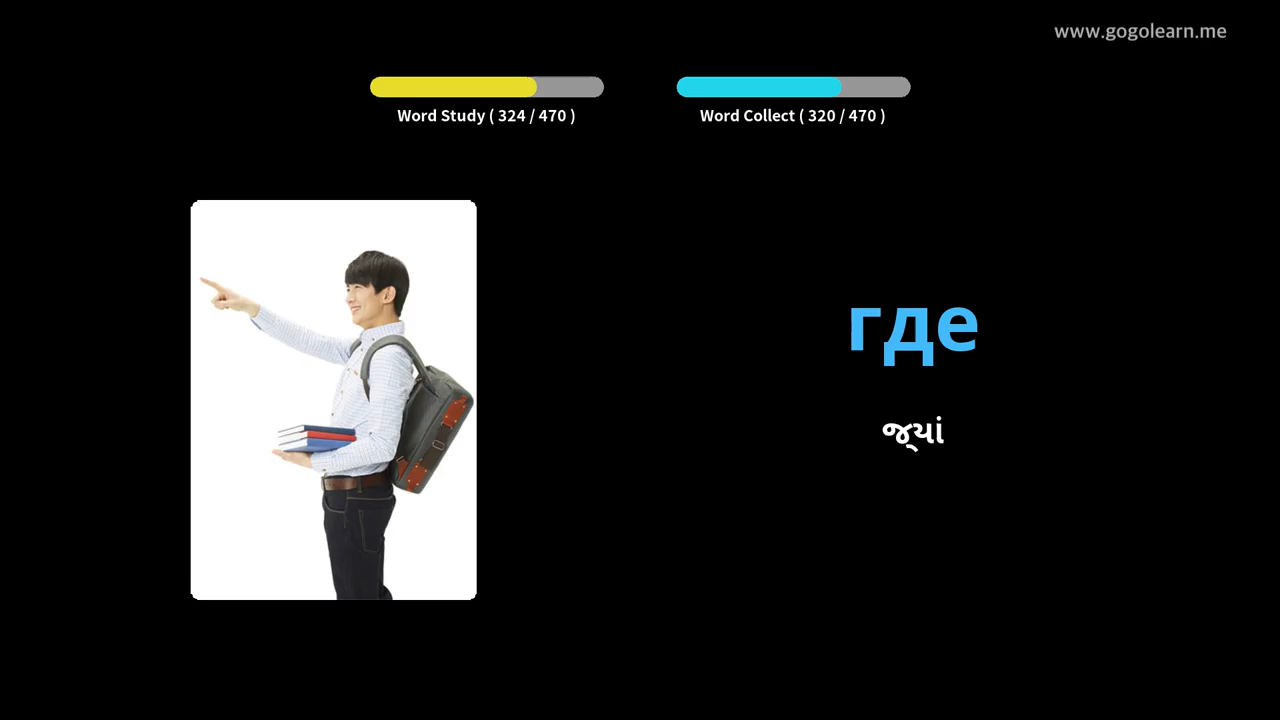 www.gogolearn.me
Word Study ( 324 / 470 )
Word Collect ( 320 / 470 )
где
જ્યાં